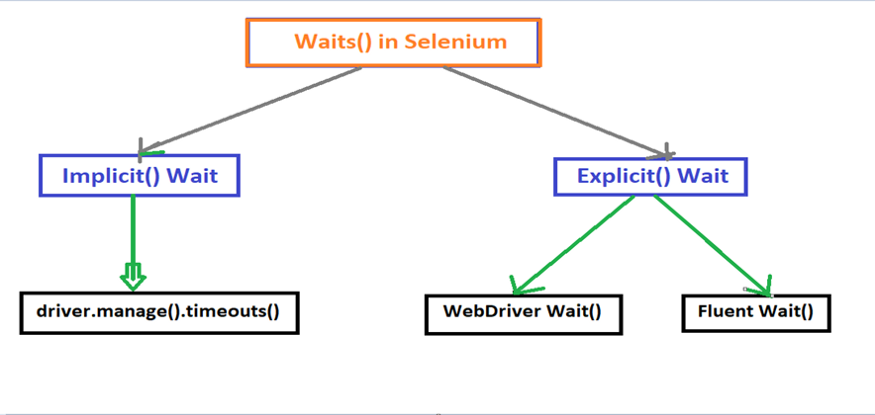 Waits() in Selenium
Implicit() Wait
Explicit() Wait
driver.manage().timeouts()
WebDriver Wait()
Fluent Wait()